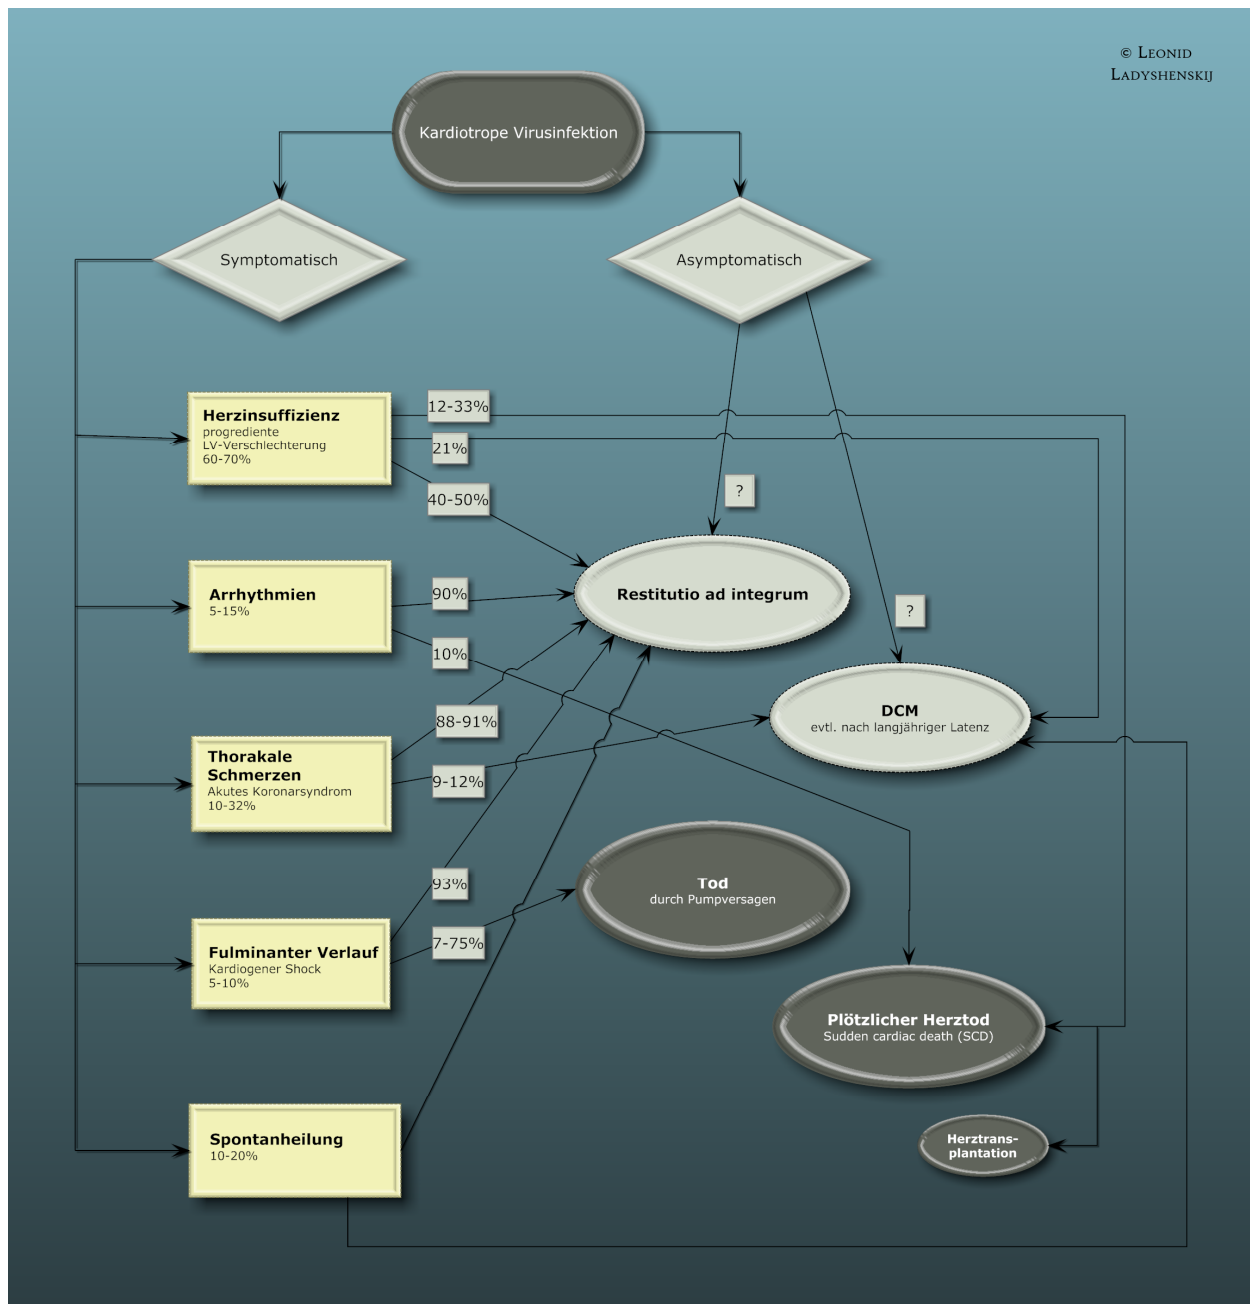 © Leonid
Ladyshenskij
Kardiotrope Virusinfektion
Symptomatisch
Asymptomatisch
Herzinsuffizienz
progrediente
LV-Verschlechterung
60-70%
12-33%
21%
40-50%
?
Arrhythmien
5-15%
90%
10%
Restitutio ad integrum
?
DCM
evtl. nach langjähriger Latenz
Thorakale
Schmerzen
Akutes Koronarsyndrom
10-32%
88-91%
9-12%
Tod
durch Pumpversagen
Fulminanter Verlauf
Kardiogener Shock
5-10%
93%
7-75%
Plötzlicher Herztod
Sudden cardiac death (SCD)
Herztrans-
plantation
Spontanheilung
10-20%